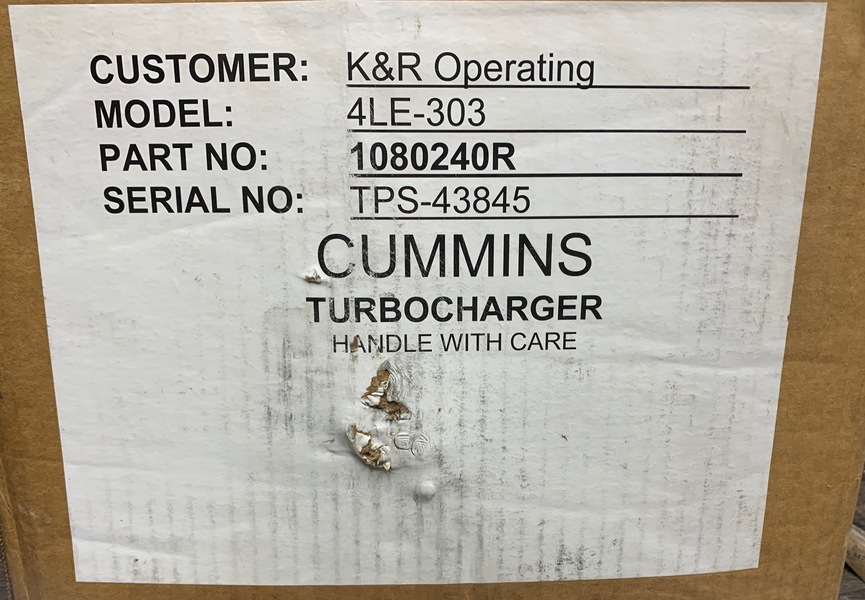 CUSTOMER: K&R Operating
MODEL: 4LE-303
PART NO: 1080240R
SERIAL NO: TPS-43845
CUMMINS
TURBOCHARGER
HANDLE WITH CARE